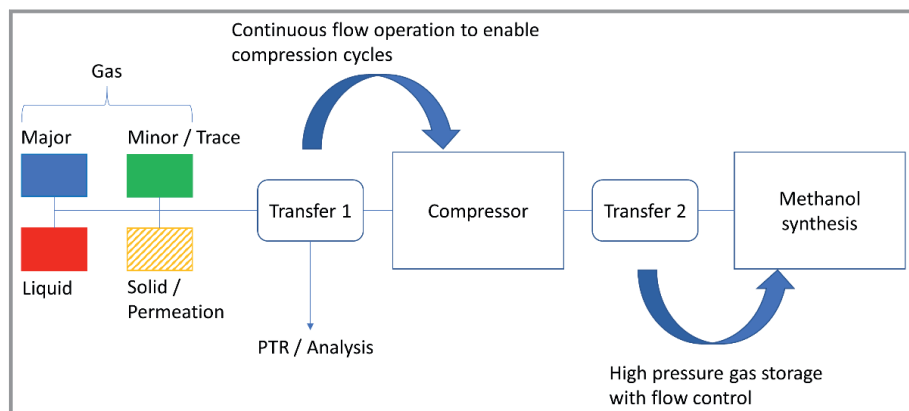 Continuous flow operation to enable
compression cycles
Gas
Major
Minor / Trace
Transfer 1
Compressor
Transfer 2
Methanol
synthesis
Liquid
Solid /
Permeation
PTR / Analysis
High pressure gas storage
with flow control